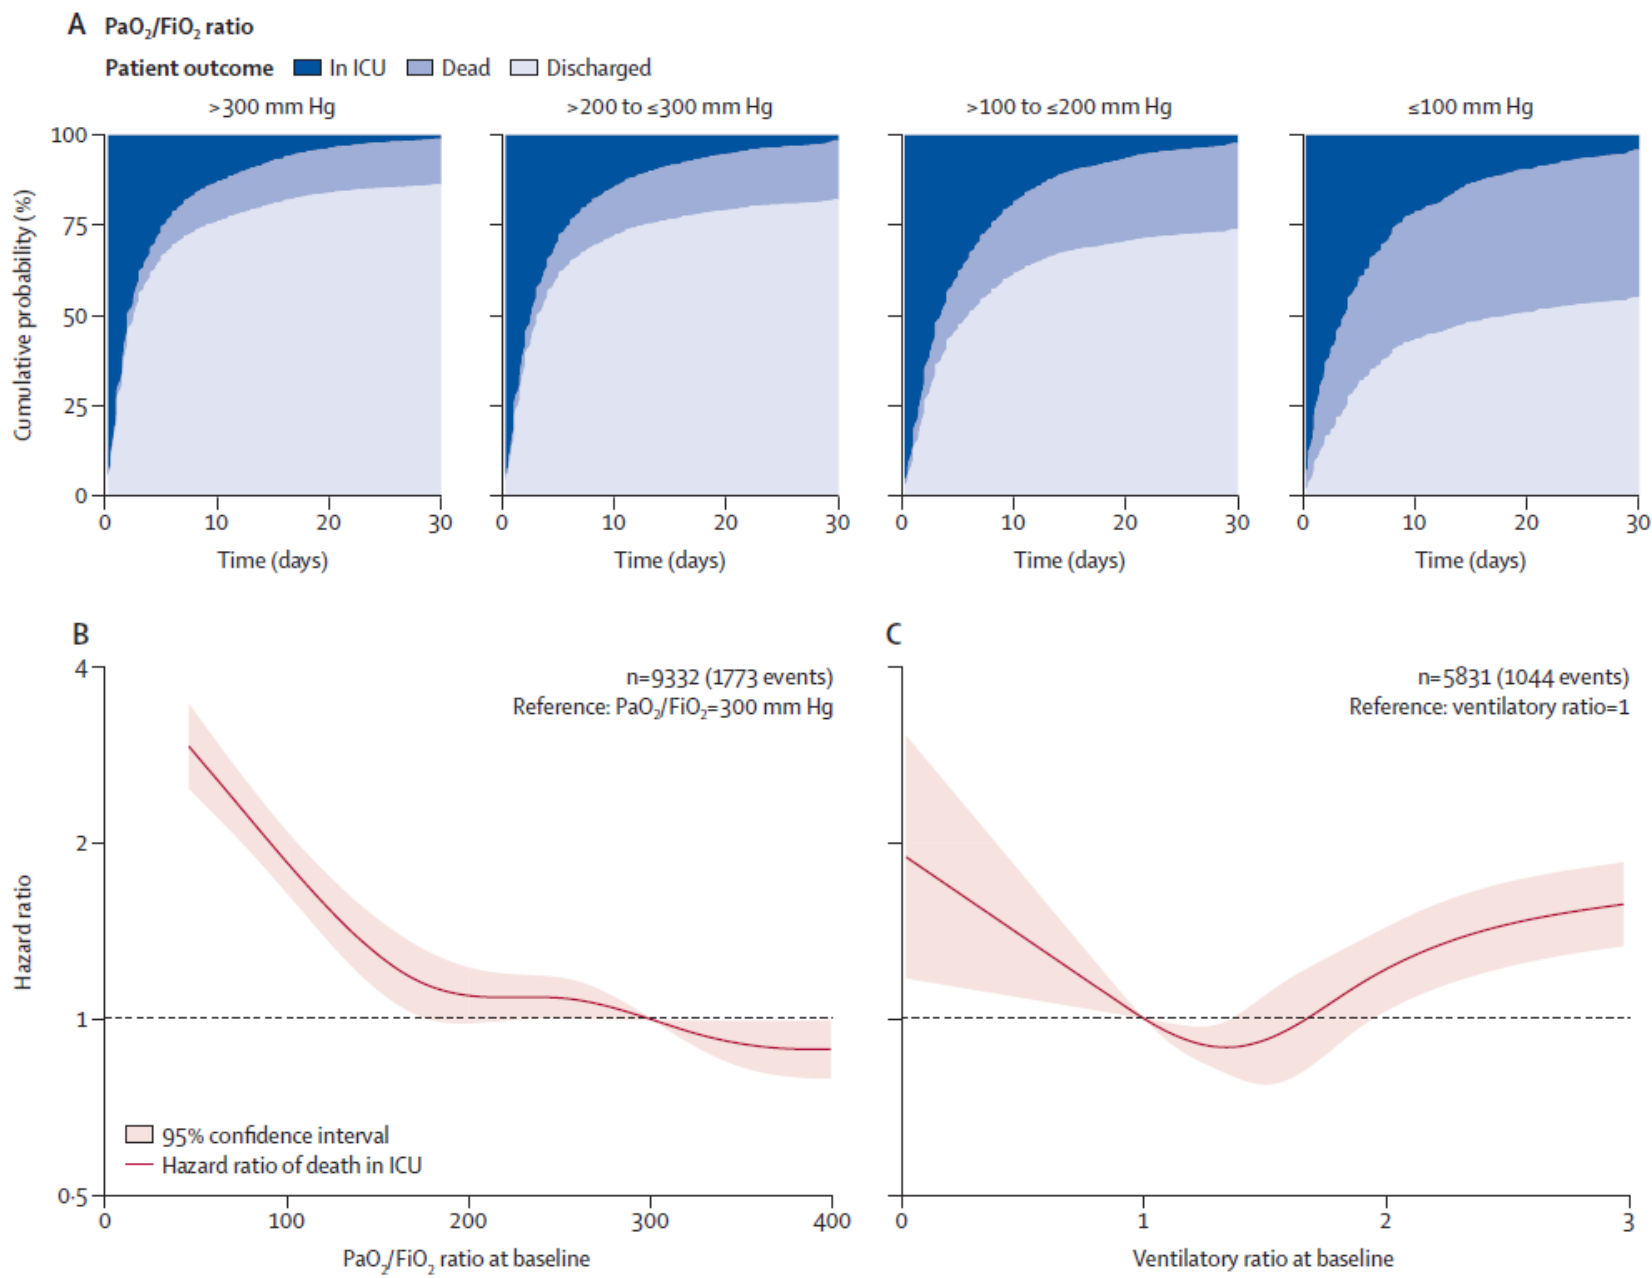 A PaO₂/FiO₂ ratio
Patient outcome In ICU Dead Discharged
>300 mm Hg >200 to ≤300 mm Hg >100 to ≤200 mm Hg ≤100 mm Hg
Cumulative probability (%)
100
75
50
25
0
0 10 20 30 0 10 20 30 0 10 20 30 0 10 20 30
Time (days) Time (days) Time (days) Time (days)
B
n=9332 (1773 events)
Reference: PaO₂/FiO₂=300 mm Hg
Hazard ratio
4
2
1
0·5
95% confidence interval
Hazard ratio of death in ICU
0 100 200 300 400
PaO₂/FiO₂ ratio at baseline
C
n=5831 (1044 events)
Reference: ventilatory ratio=1
0 1 2 3
Ventilatory ratio at baseline